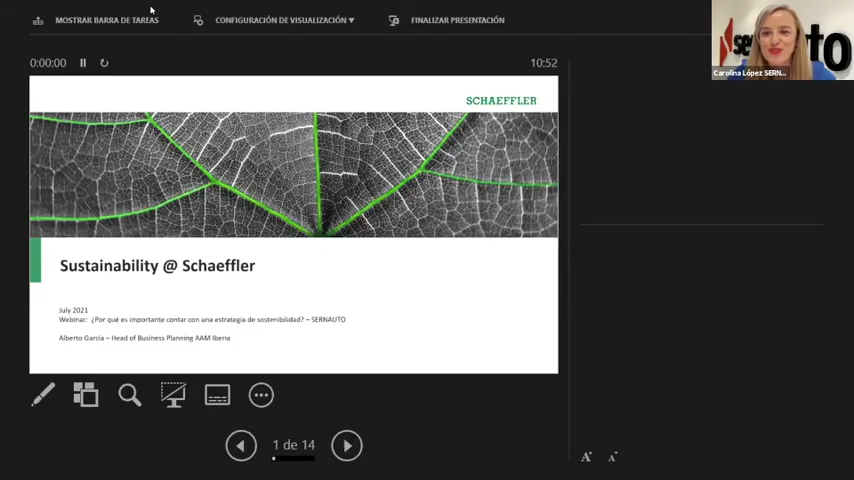 MOSTRAR BARRA DE TAREAS
CONFIGURACIÓN DE VISUALIZACIÓN ▼
FINALIZAR PRESENTACIÓN
Carolina López SERN...
0:00:00
10:52
SCHAEFFLER
Sustainability @ Schaeffler
July 2021
Webinar: ¿Por qué es importante contar con una estrategia de sostenibilidad? – SERNAUTO
Alberto García – Head of Business Planning AAM Iberia
1 de 14
A A